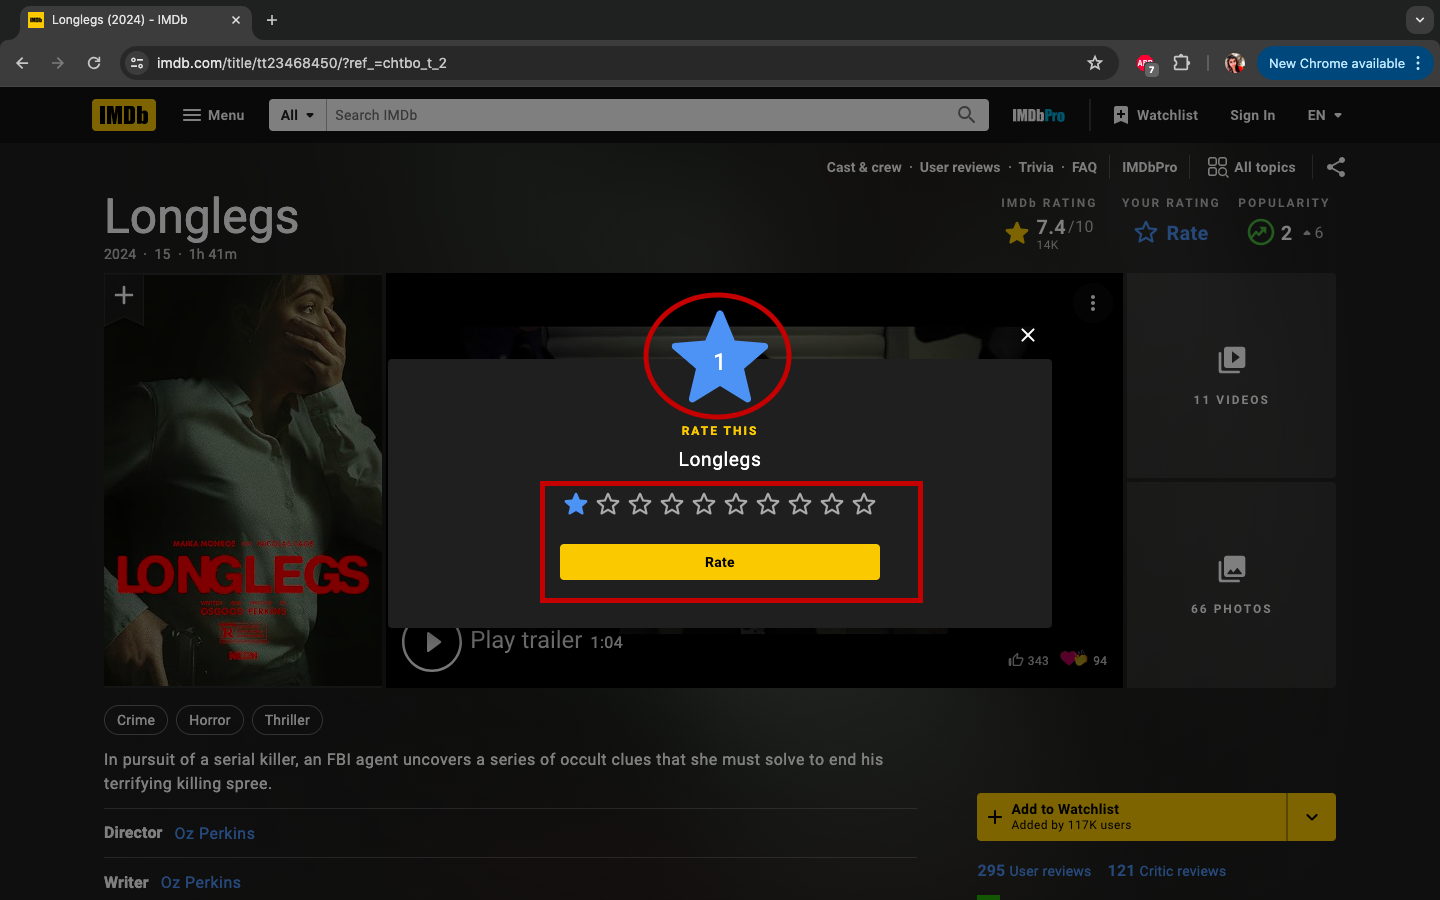 IMDb Longlegs (2024) - IMDb
imdb.com/title/tt23468450/?ref_=chtbo_t_2
7
New Chrome available
IMDb
Menu
All
Search IMDb
IMDbPro
Watchlist
Sign In
EN
Cast & crew · User reviews · Trivia · FAQ
IMDbPro
All topics
Longlegs
2024 · 15 · 1h 41m
IMDb RATING
7.4/10
14K
YOUR RATING
Rate
POPULARITY
2
6
1
RATE THIS
Longlegs
Rate
MAIKA MONROE
LONGLEGS
OSGOOD PERKINS
R
NEON
Play trailer 1:04
343
94
11 VIDEOS
66 PHOTOS
Crime
Horror
Thriller
In pursuit of a serial killer, an FBI agent uncovers a series of occult clues that she must solve to end his
terrifying killing spree.
Director Oz Perkins
Writer Oz Perkins
Add to Watchlist
Added by 117K users
295 User reviews
121 Critic reviews